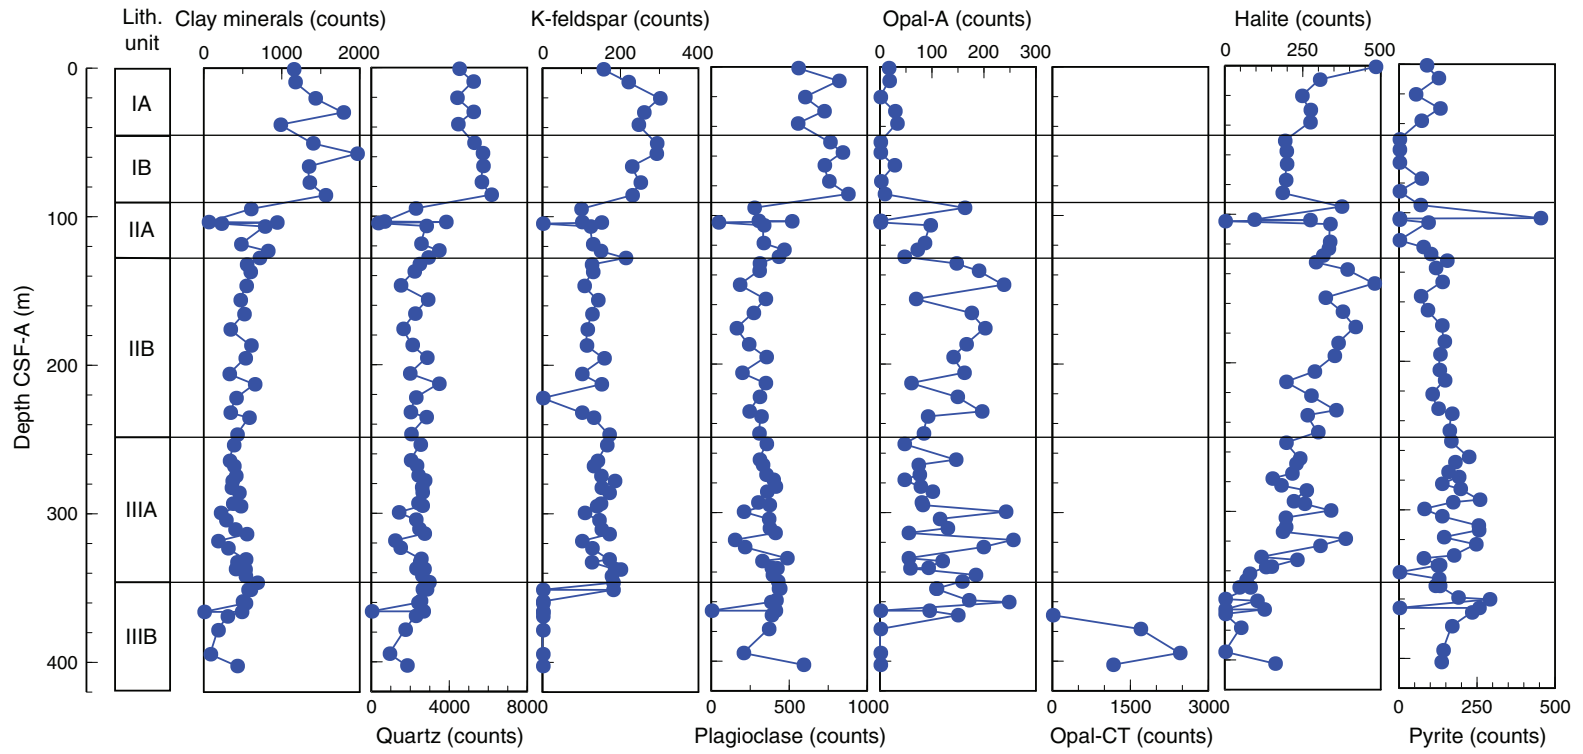 Lith. unit
Clay minerals (counts)
K-feldspar (counts)
Opal-A (counts)
Halite (counts)
0 1000 2000
0 200 400
0 100 200 300
0 250 500
Depth CSF-A (m)
0
100
200
300
400
IA
IB
IIA
IIB
IIIA
IIIB
0 4000 8000
0 500 1000
0 1500 3000
0 250 500
Quartz (counts)
Plagioclase (counts)
Opal-CT (counts)
Pyrite (counts)